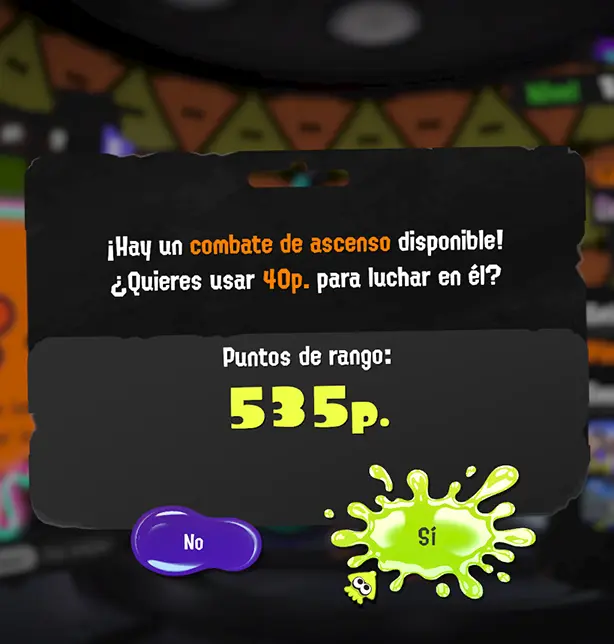 ¡Hay un combate de ascenso disponible!
¿Quieres usar 40p. para luchar en él?
Puntos de rango:
535p.
No
Sí